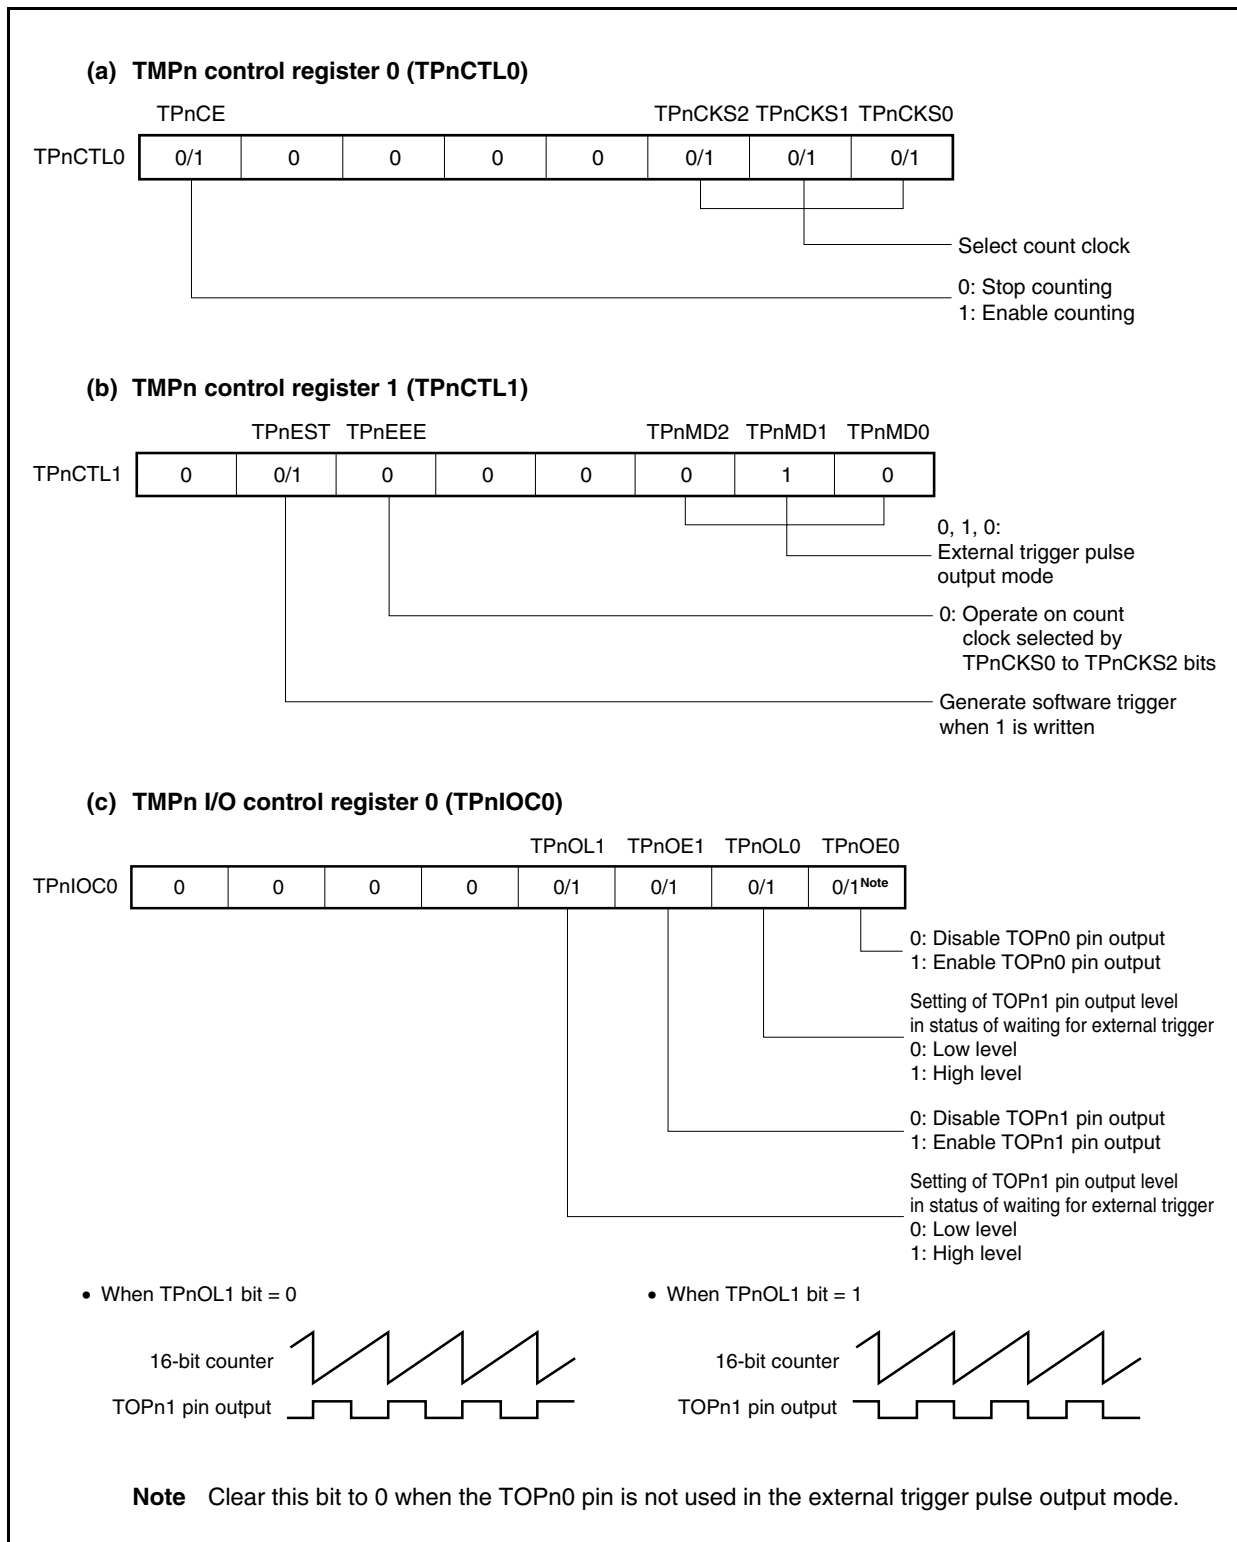 (a) TMPn control register 0 (TPnCTL0)
TPnCE TPnCKS2 TPnCKS1 TPnCKS0
TPnCTL0 0/1 0 0 0 0 0/1 0/1 0/1
Select count clock
0: Stop counting
1: Enable counting
(b) TMPn control register 1 (TPnCTL1)
TPnEST TPnEEE TPnMD2 TPnMD1 TPnMD0
TPnCTL1 0 0/1 0 0 0 0 1 0
0, 1, 0:
External trigger pulse
output mode
0: Operate on count
clock selected by
TPnCKS0 to TPnCKS2 bits
Generate software trigger
when 1 is written
(c) TMPn I/O control register 0 (TPnIOC0)
TPnOL1 TPnOE1 TPnOL0 TPnOE0
TPnIOC0 0 0 0 0 0/1 0/1 0/1 0/1Note
0: Disable TOPn0 pin output
1: Enable TOPn0 pin output
Setting of TOPn1 pin output level
in status of waiting for external trigger
0: Low level
1: High level
0: Disable TOPn1 pin output
1: Enable TOPn1 pin output
Setting of TOPn1 pin output level
in status of waiting for external trigger
0: Low level
1: High level
• When TPnOL1 bit = 0
16-bit counter
TOPn1 pin output
• When TPnOL1 bit = 1
16-bit counter
TOPn1 pin output
Note Clear this bit to 0 when the TOPn0 pin is not used in the external trigger pulse output mode.